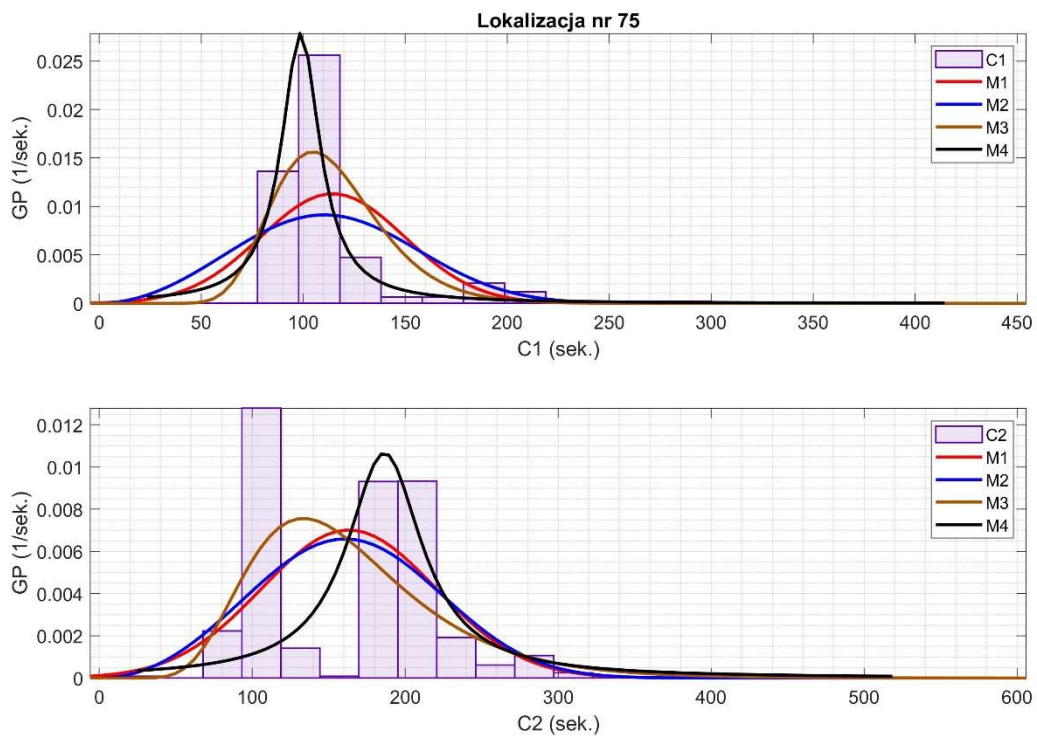 Lokalizacja nr 75
0.025
0.02
0.015
0.01
0.005
0
GP (1/sek.)
0 50 100 150 200 250 300 350 400 450
C1 (sek.)
C1
M1
M2
M3
M4
0.012
0.01
0.008
0.006
0.004
0.002
0
GP (1/sek.)
0 100 200 300 400 500 600
C2 (sek.)
C2
M1
M2
M3
M4